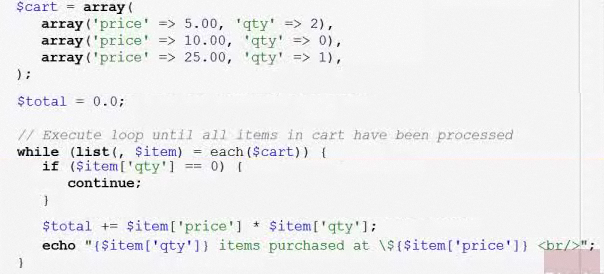 $cart = array(
array('price' => 5.00, 'qty' => 2),
array('price' => 10.00, 'qty' => 0),
array('price' => 25.00, 'qty' => 1),
);
$total = 0.0;
// Execute loop until all items in cart have been processed
while (list(, $item) = each($cart)) {
if ($item['qty'] == 0) {
continue;
}
$total += $item['price'] * $item['qty'];
echo "{$item['qty']} items purchased at \${$item['price']} <br/>";
}